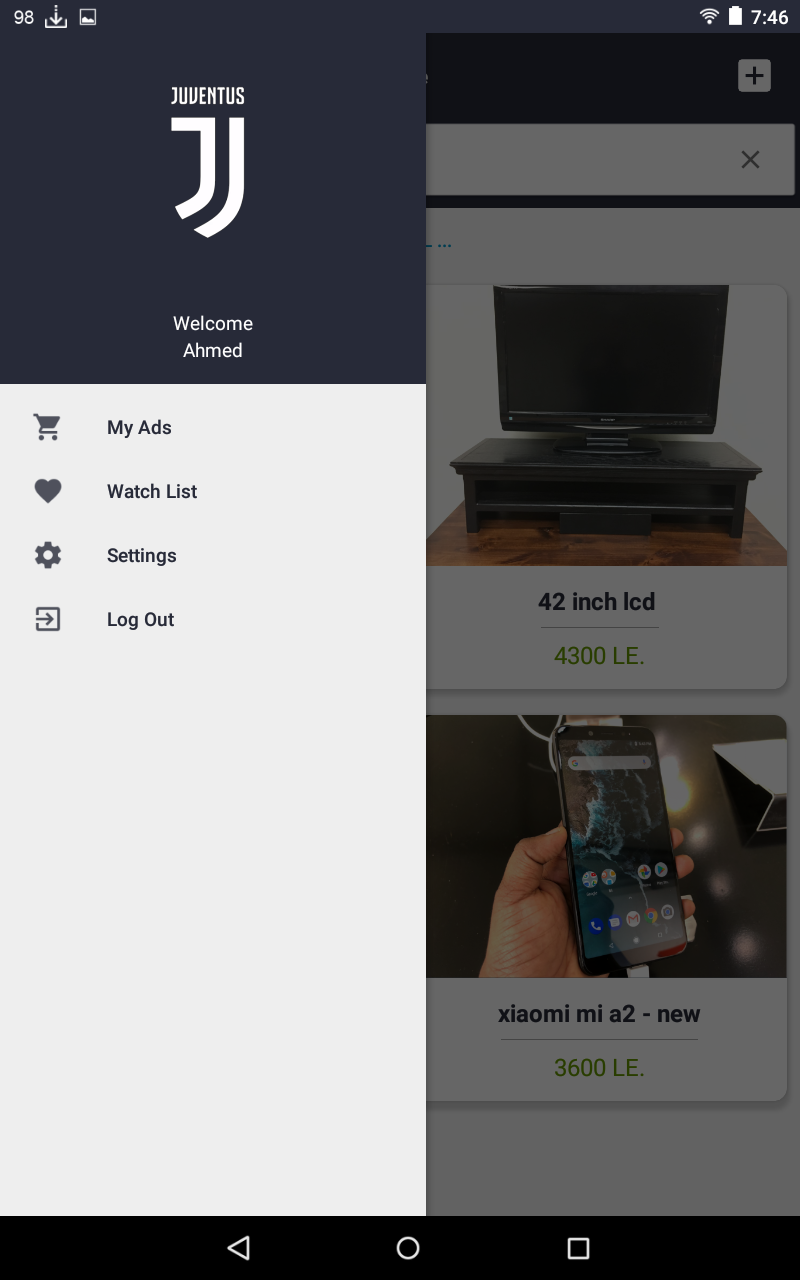 98
7:46
JUVENTUS
Welcome
Ahmed
My Ads
Watch List
Settings
Log Out
e
...
42 inch lcd
4300 LE.
xiaomi mi a2 - new
3600 LE.